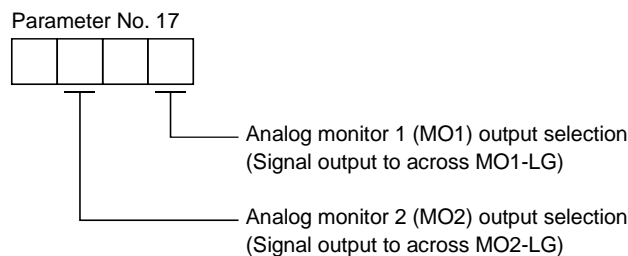 Parameter No. 17
Analog monitor 1 (MO1) output selection
(Signal output to across MO1-LG)
Analog monitor 2 (MO2) output selection
(Signal output to across MO2-LG)